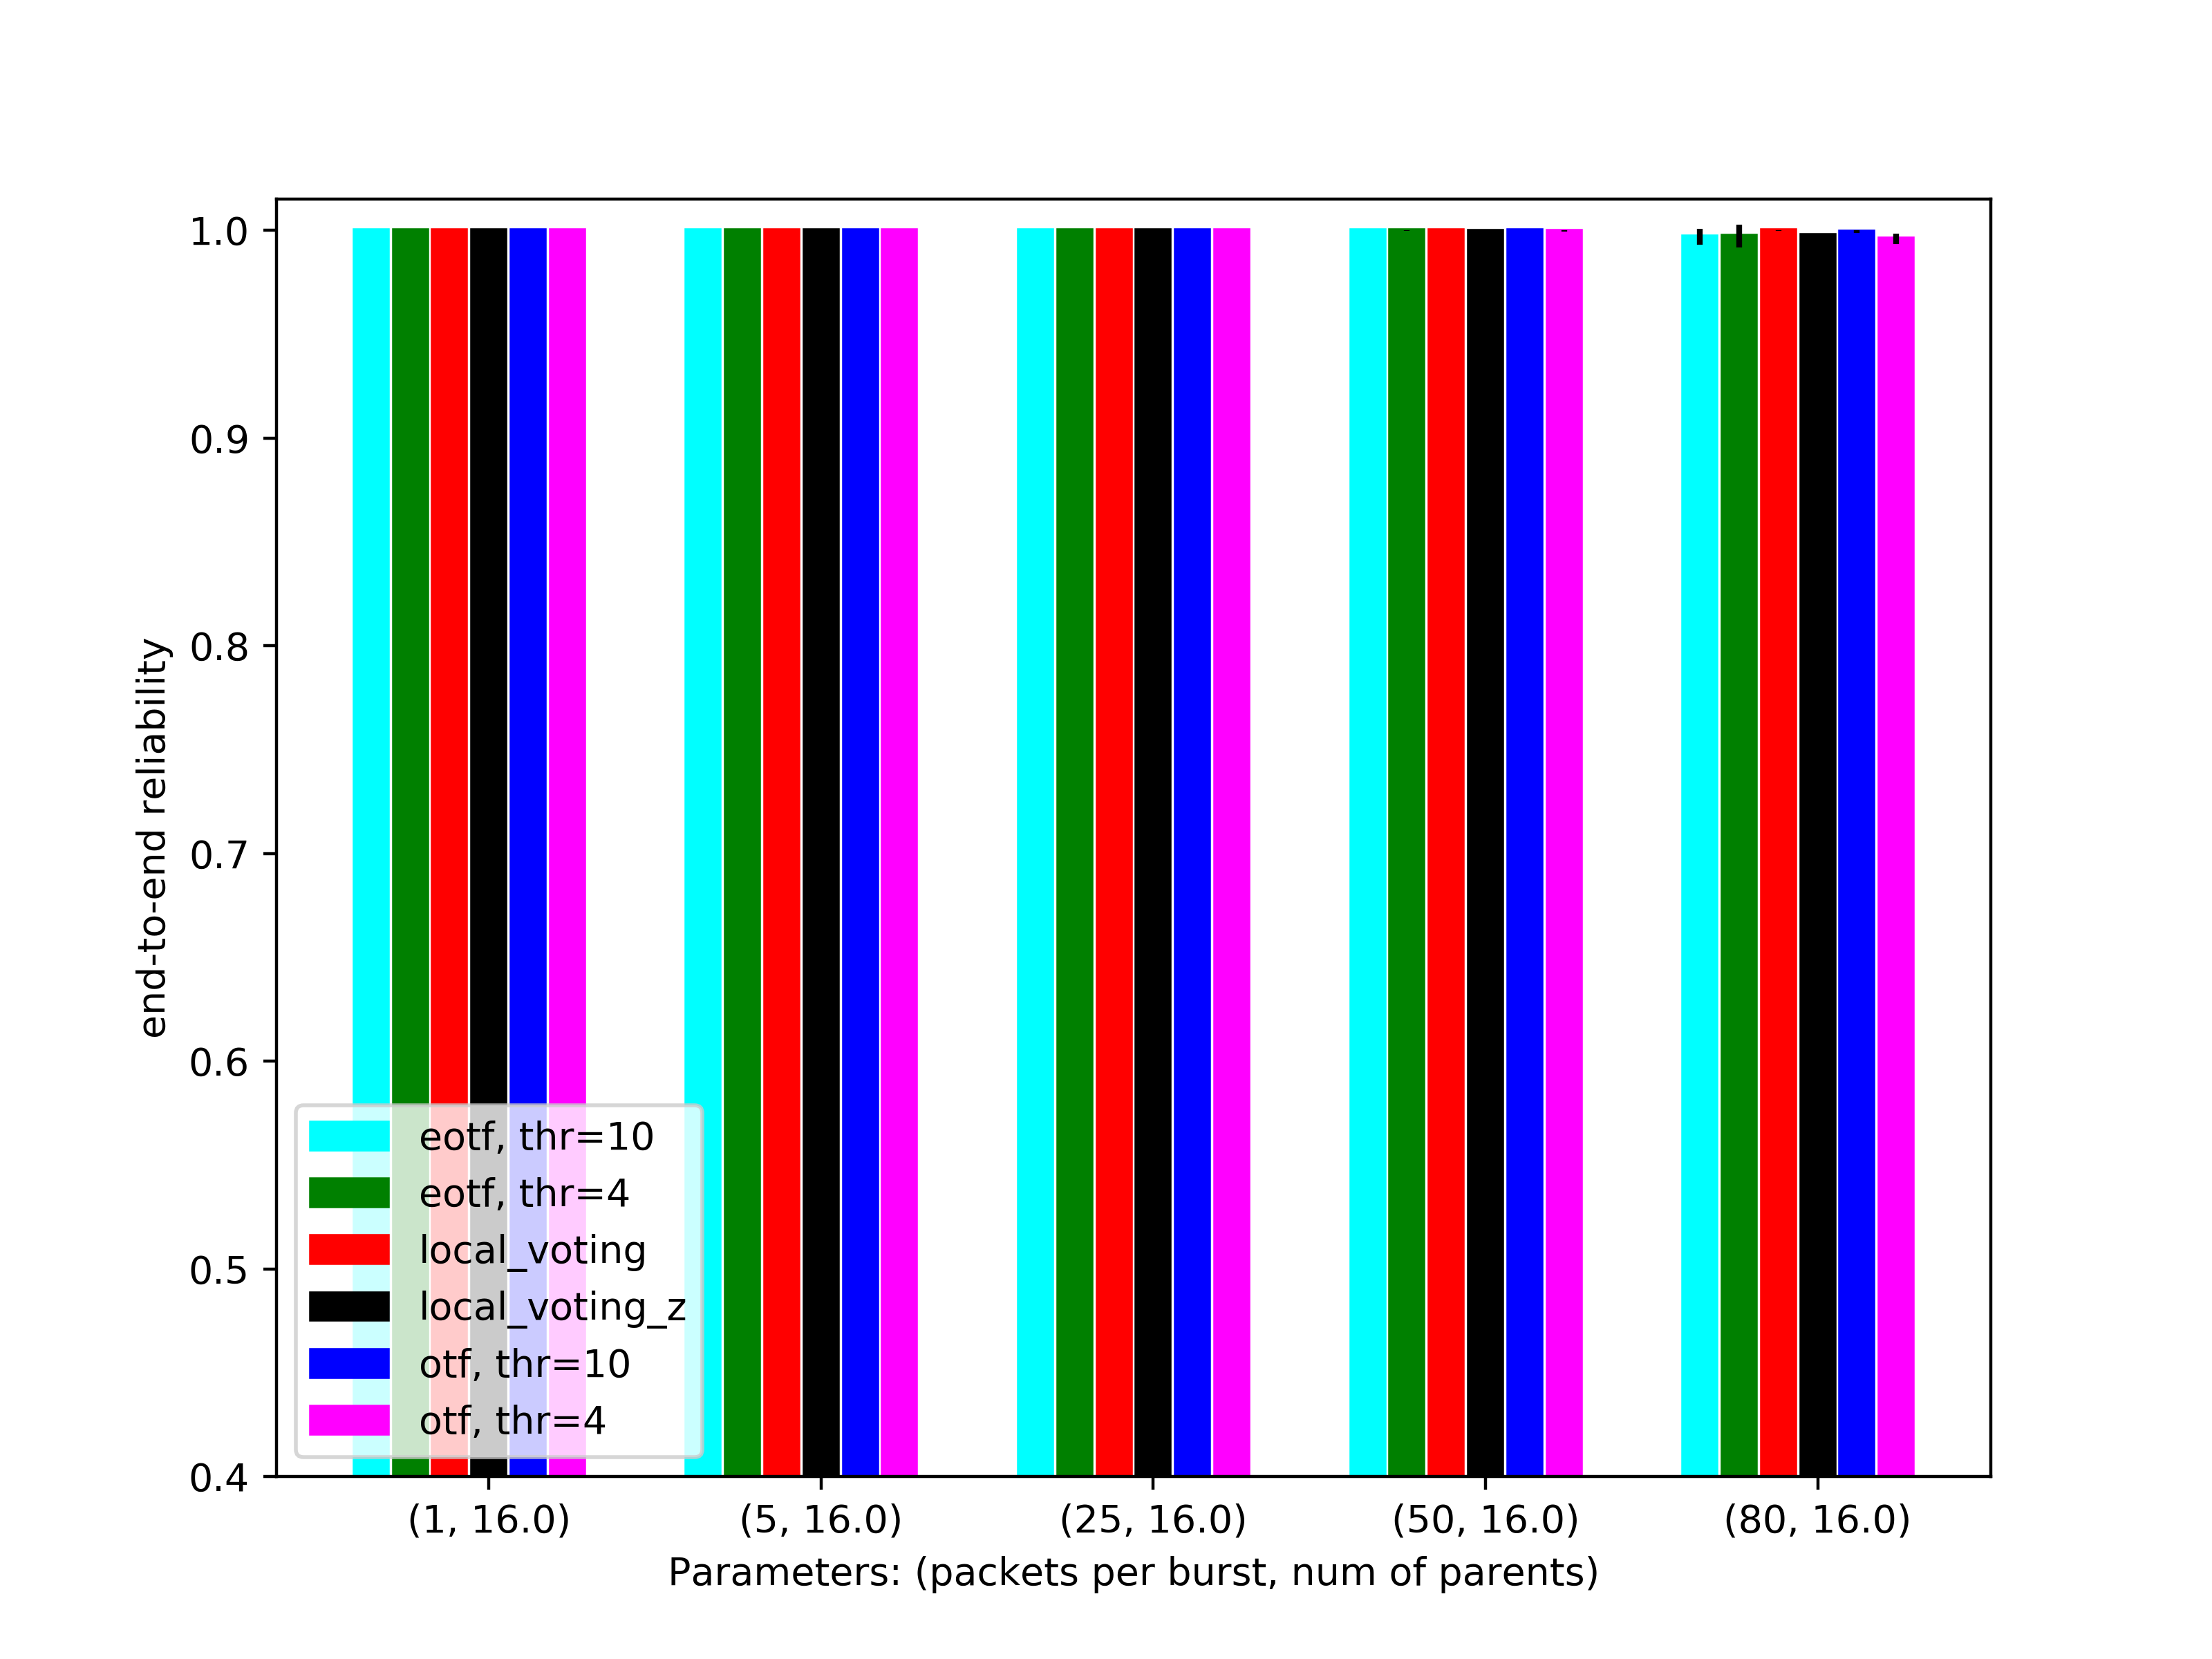 1.0
0.9
0.8
0.7
0.6
0.5
0.4
end-to-end reliability
eotf, thr=10
eotf, thr=4
local_voting
local_voting_z
otf, thr=10
otf, thr=4
(1, 16.0)
(5, 16.0)
(25, 16.0)
(50, 16.0)
(80, 16.0)
Parameters: (packets per burst, num of parents)